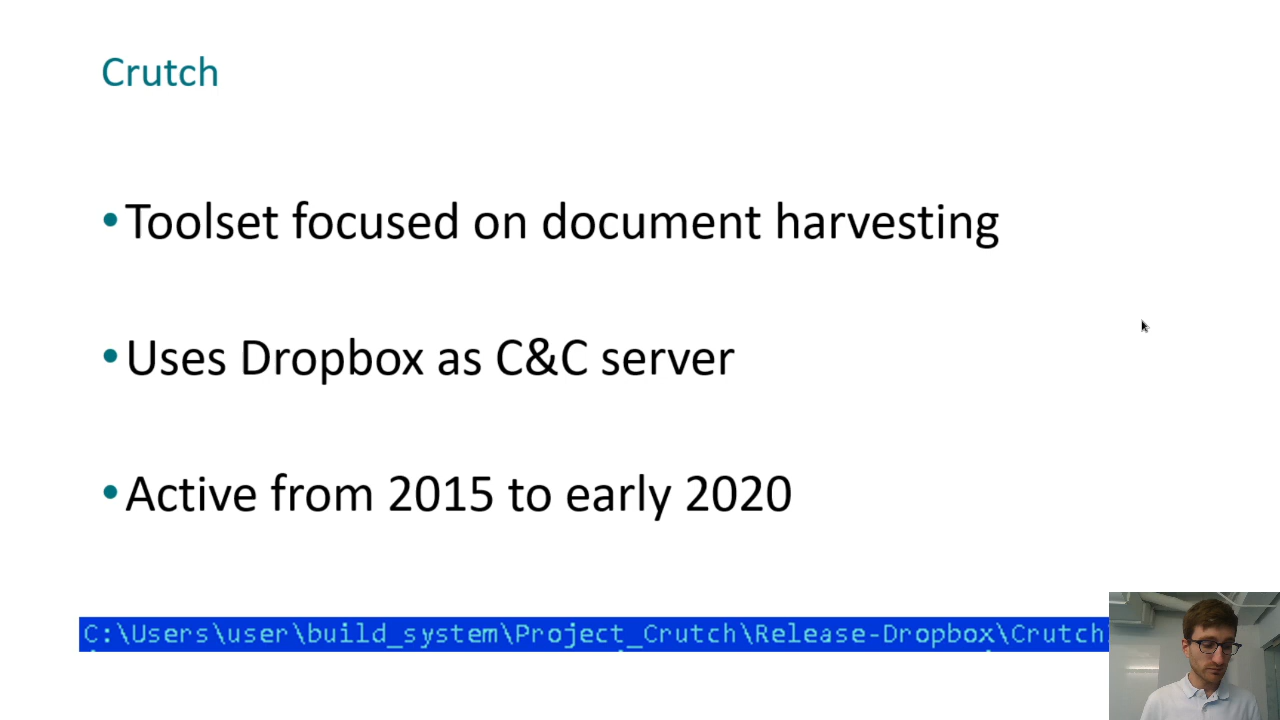 Crutch
•Toolset focused on document harvesting
•Uses Dropbox as C&C server
•Active from 2015 to early 2020
C:\Users\user\build_system\Project_Crutch\Release-Dropbox\Crutch